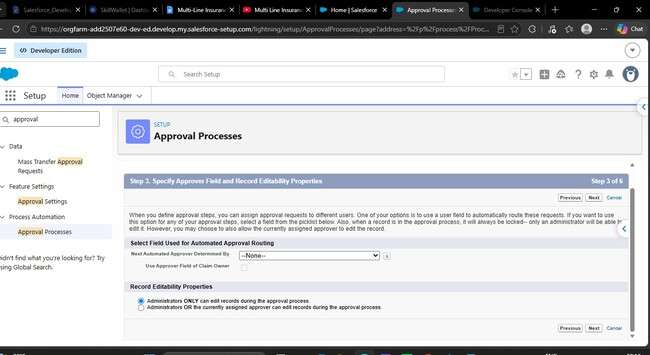 Salesforce_Develo
SkillWallet | Dashb
Multi-Line Insuranc
Multi Line Insuran
Home | Salesforce
Approval Processes
Developer Console
https://orgfarm-add2507e60-dev-ed.develop.my.salesforce-setup.com/lightning/setup/ApprovalProcesses/page?address=%2Fp%2Fprocess%2FProc...
Chat
</> Developer Edition
Search Setup
Setup
Home
Object Manager
approval
Data
Mass Transfer Approval
Requests
Feature Settings
Approval Settings
Process Automation
Approval Processes
idn't find what you're looking for? Try
sing Global Search.
SETUP
Approval Processes
Step 3. Specify Approver Field and Record Editability Properties
Step 3 of 6
Previous Next Cancel
When you define approval steps, you can assign approval requests to different users. One of your options is to use a user field to automatically route these requests. If you want to use
this option for any of your approval steps, select a field from the picklist below. Also, when a record is in the approval process, it will always be locked-- only an administrator will be able
edit it. However, you may choose to also allow the currently assigned approver to edit the record.
Select Field Used for Automated Approval Routing
Next Automated Approver Determined By
--None--
i
Use Approver Field of Claim Owner
Record Editability Properties
Administrators ONLY can edit records during the approval process.
Administrators OR the currently assigned approver can edit records during the approval process.
Previous Next Cancel